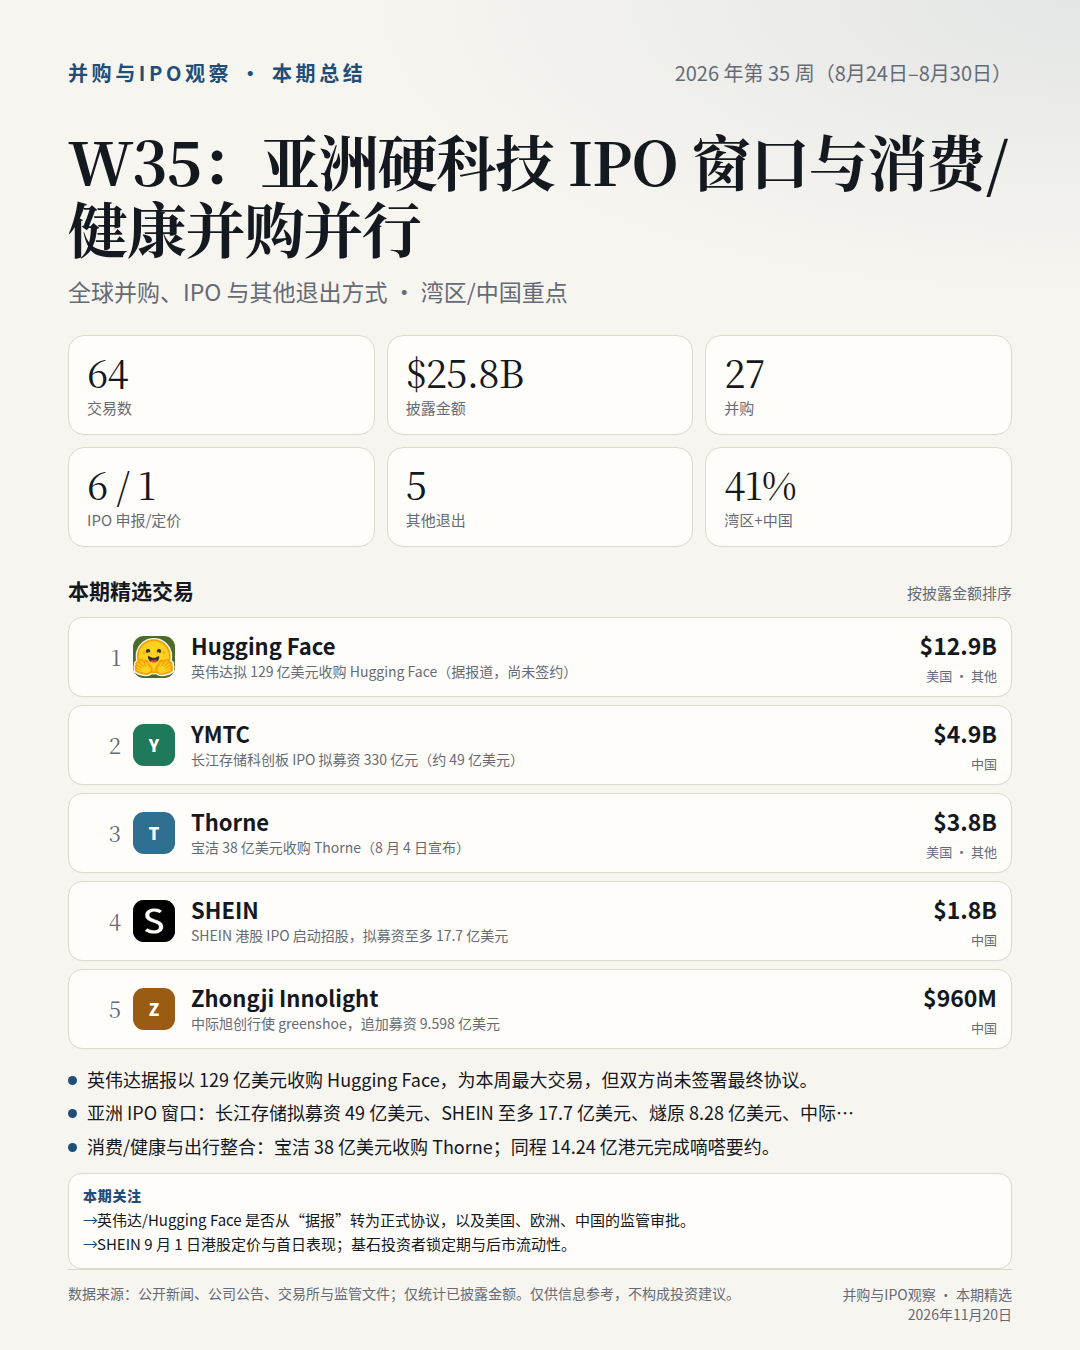 并购与IPO观察 · 本期总结
2026 年第 35 周（8月24日–8月30日）
W35：亚洲硬科技 IPO 窗口与消费/
健康并购并行
全球并购、IPO 与其他退出方式 · 湾区/中国重点
64
交易数
$25.8B
披露金额
27
并购
6 / 1
IPO 申报/定价
5
其他退出
41%
湾区+中国
本期精选交易
按披露金额排序
1
Hugging Face
英伟达拟 129 亿美元收购 Hugging Face（据报道，尚未签约）
$12.9B
美国 · 其他
2
Y
YMTC
长江存储科创板 IPO 拟募资 330 亿元（约 49 亿美元）
$4.9B
中国
3
T
Thorne
宝洁 38 亿美元收购 Thorne（8 月 4 日宣布）
$3.8B
美国 · 其他
4
S
SHEIN
SHEIN 港股 IPO 启动招股，拟募资至多 17.7 亿美元
$1.8B
中国
5
Z
Zhongji Innolight
中际旭创行使 greenshoe，追加募资 9.598 亿美元
$960M
中国
英伟达据报以 129 亿美元收购 Hugging Face，为本周最大交易，但双方尚未签署最终协议。
亚洲 IPO 窗口：长江存储拟募资 49 亿美元、SHEIN 至多 17.7 亿美元、燧原 8.28 亿美元、中际…
消费/健康与出行整合：宝洁 38 亿美元收购 Thorne；同程 14.24 亿港元完成嘀嗒要约。
本期关注
→英伟达/Hugging Face 是否从“据报”转为正式协议，以及美国、欧洲、中国的监管审批。
→SHEIN 9 月 1 日港股定价与首日表现；基石投资者锁定期与后市流动性。
数据来源：公开新闻、公司公告、交易所与监管文件；仅统计已披露金额。仅供信息参考，不构成投资建议。
并购与IPO观察 · 本期精选
2026年11月20日